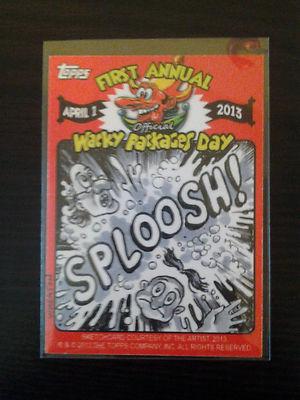 Topps
FIRST ANNUAL
APRIL 1
2013
Official
Wacky Packages Day
SPLOOSH!
SKETCHCARD COURTESY OF THE ARTIST, 2013.
THE TOPPS COMPANY, INC. ALL RIGHTS RESERVED.